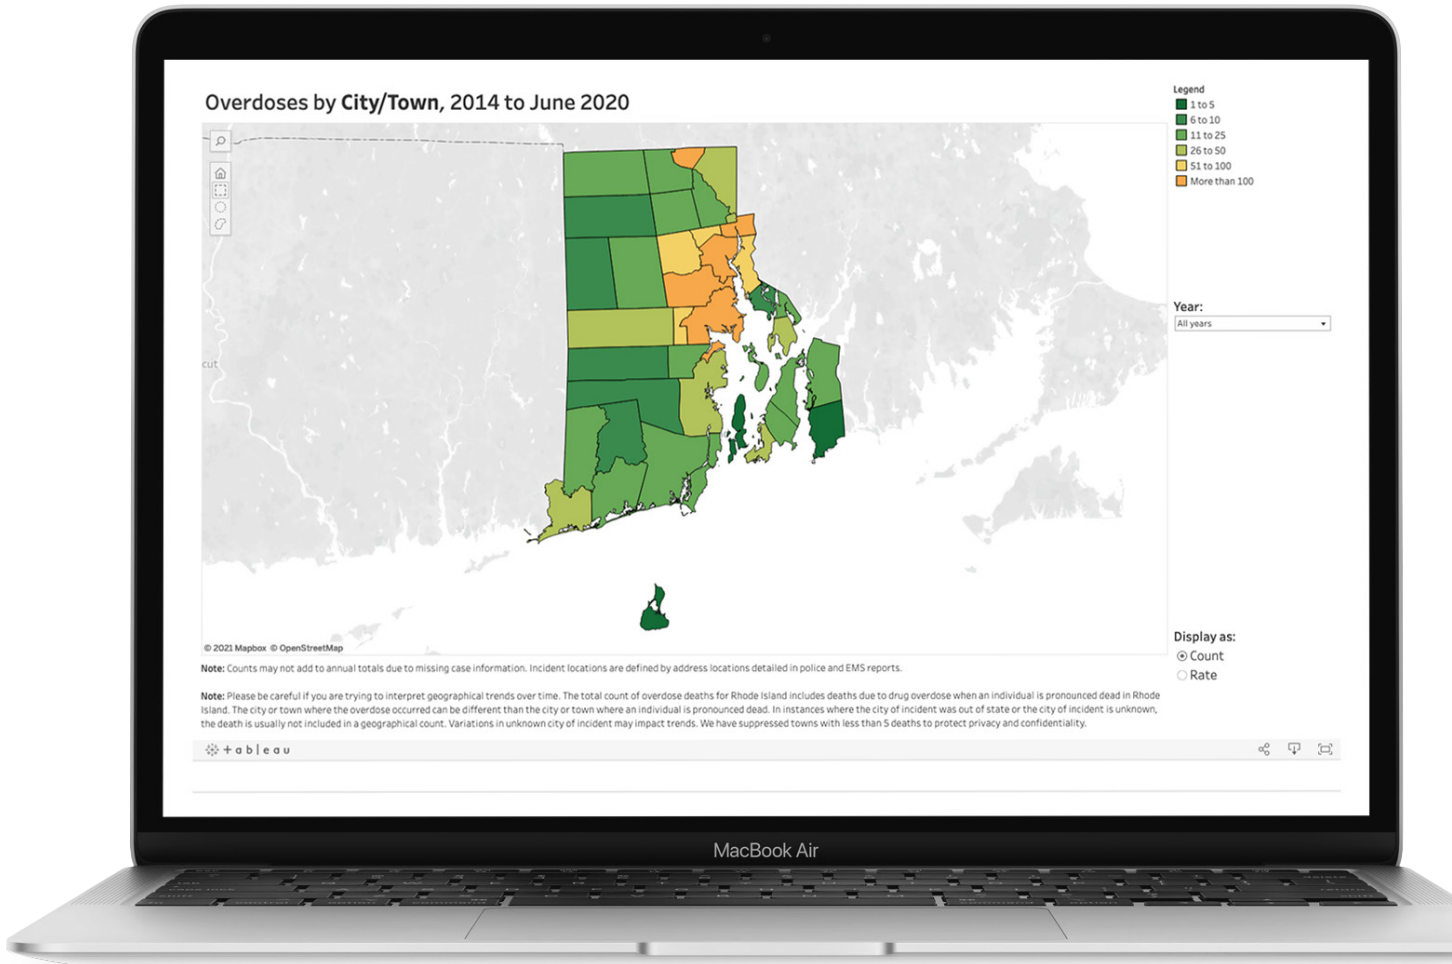 Overdoses by City/Town, 2014 to June 2020
Legend
1 to 5
6 to 10
11 to 25
26 to 50
51 to 100
More than 100
Year:
All years
cut
© 2021 Mapbox © OpenStreetMap
Display as:
Count
Rate
Note: Counts may not add to annual totals due to missing case information. Incident locations are defined by address locations detailed in police and EMS reports.
Note: Please be careful if you are trying to interpret geographical trends over time. The total count of overdose deaths for Rhode Island includes deaths due to drug overdose when an individual is pronounced dead in Rhode
Island. The city or town where the overdose occurred can be different than the city or town where an individual is pronounced dead. In instances where the city of incident was out of state or the city of incident is unknown,
the death is usually not included in a geographical count. Variations in unknown city of incident may impact trends. We have suppressed towns with less than 5 deaths to protect privacy and confidentiality.
+ableau
MacBook Air